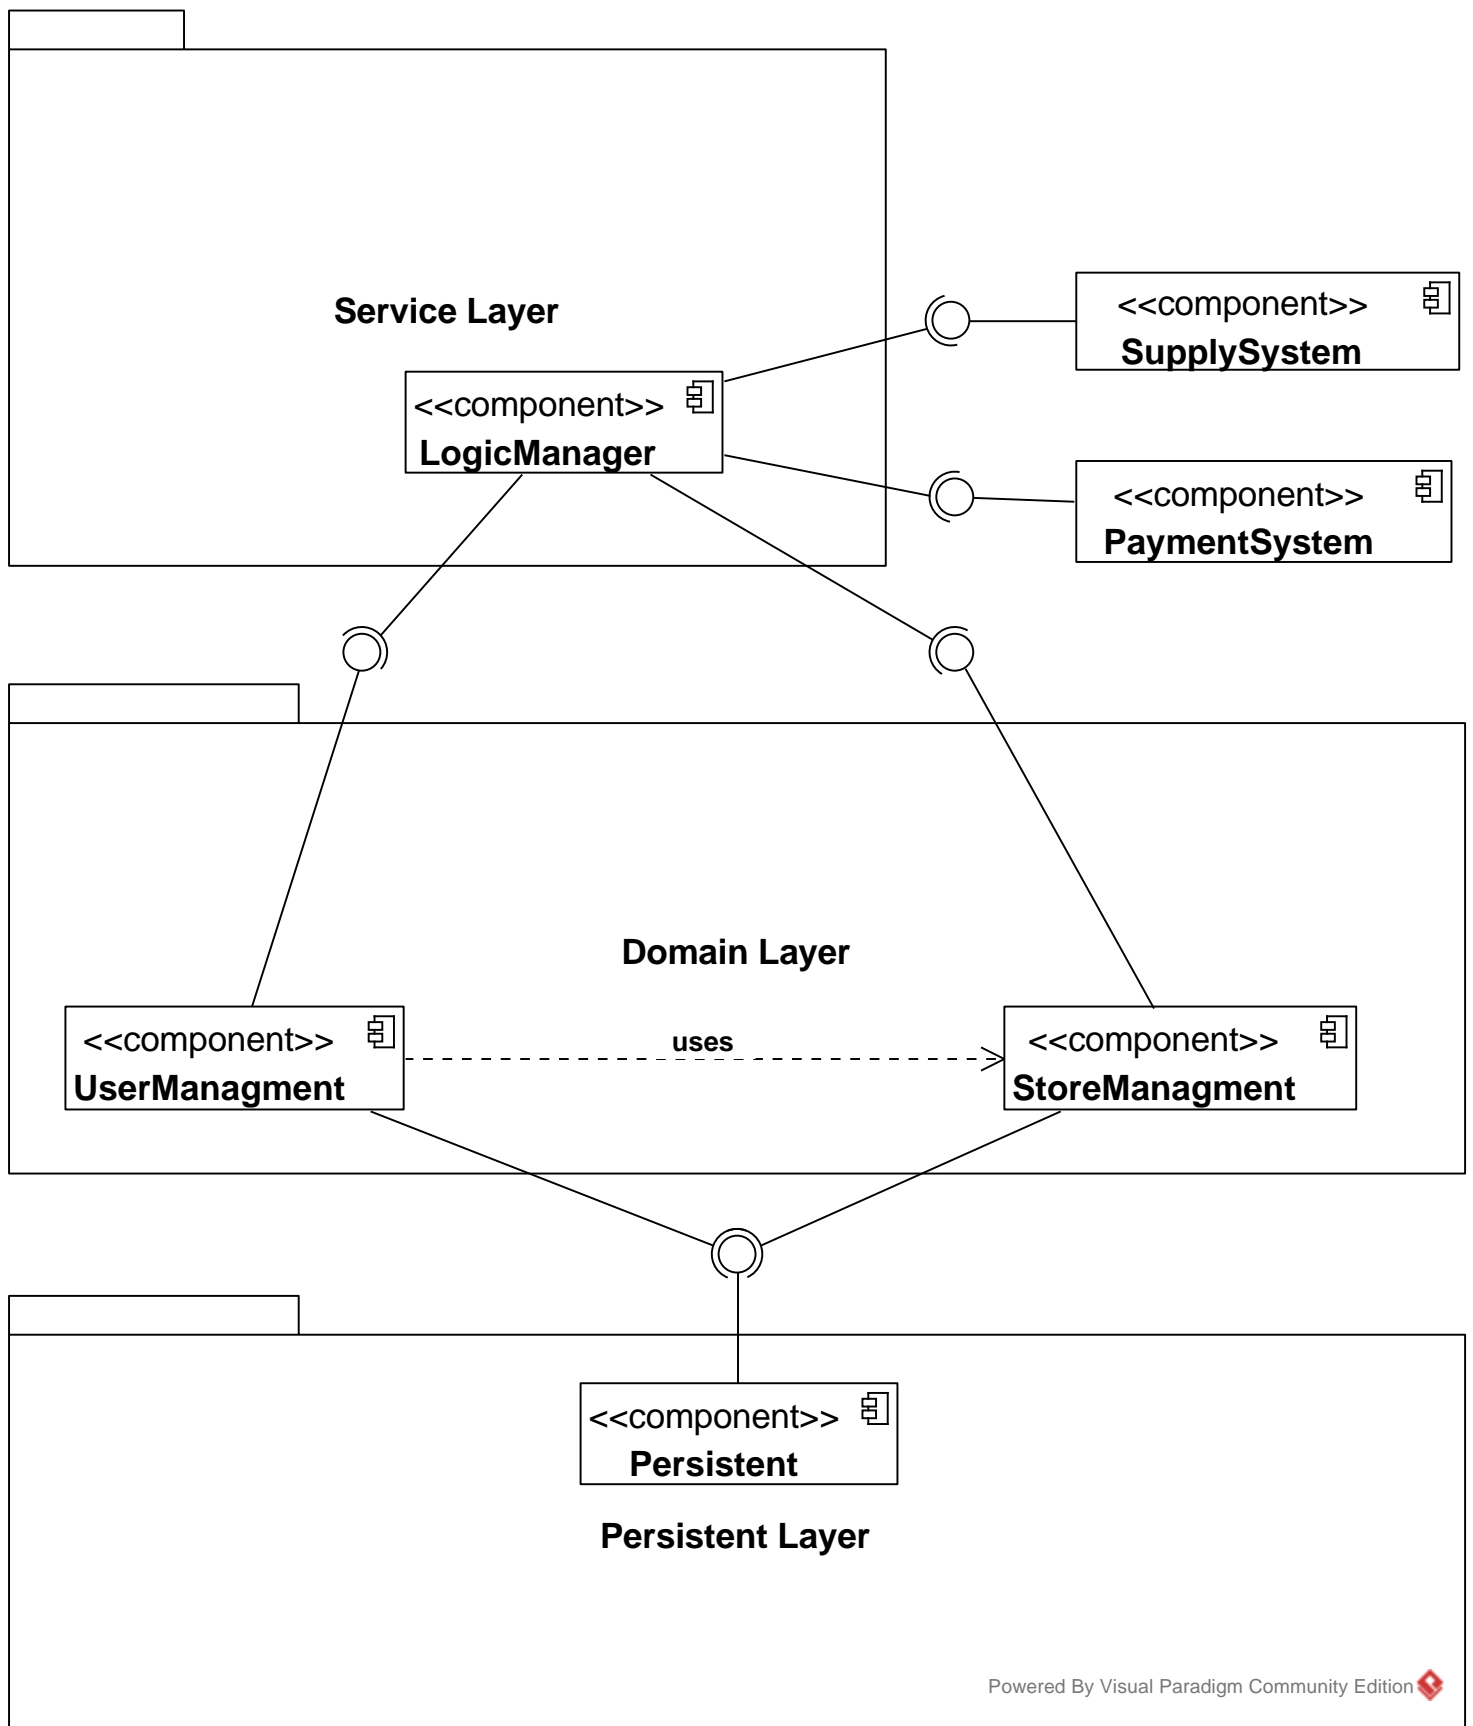 Service Layer
<<component>>
SupplySystem
<<component>>
LogicManager
<<component>>
PaymentSystem
Domain Layer
<<component>>
UserManagment
uses
<<component>>
StoreManagment
<<component>>
Persistent
Persistent Layer
Powered By Visual Paradigm Community Edition